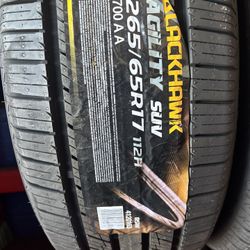 BLACKHAWK
AGILITY SUV
265/65R17 112H
700 A A